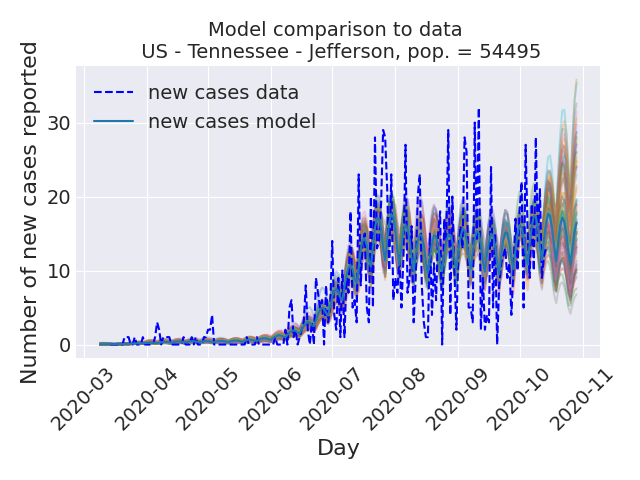 Model comparison to data
US - Tennessee - Jefferson, pop. = 54495
Number of new cases reported
new cases data
new cases model
30
20
10
0
2020-03
2020-04
2020-05
2020-06
2020-07
2020-08
2020-09
2020-10
2020-11
Day